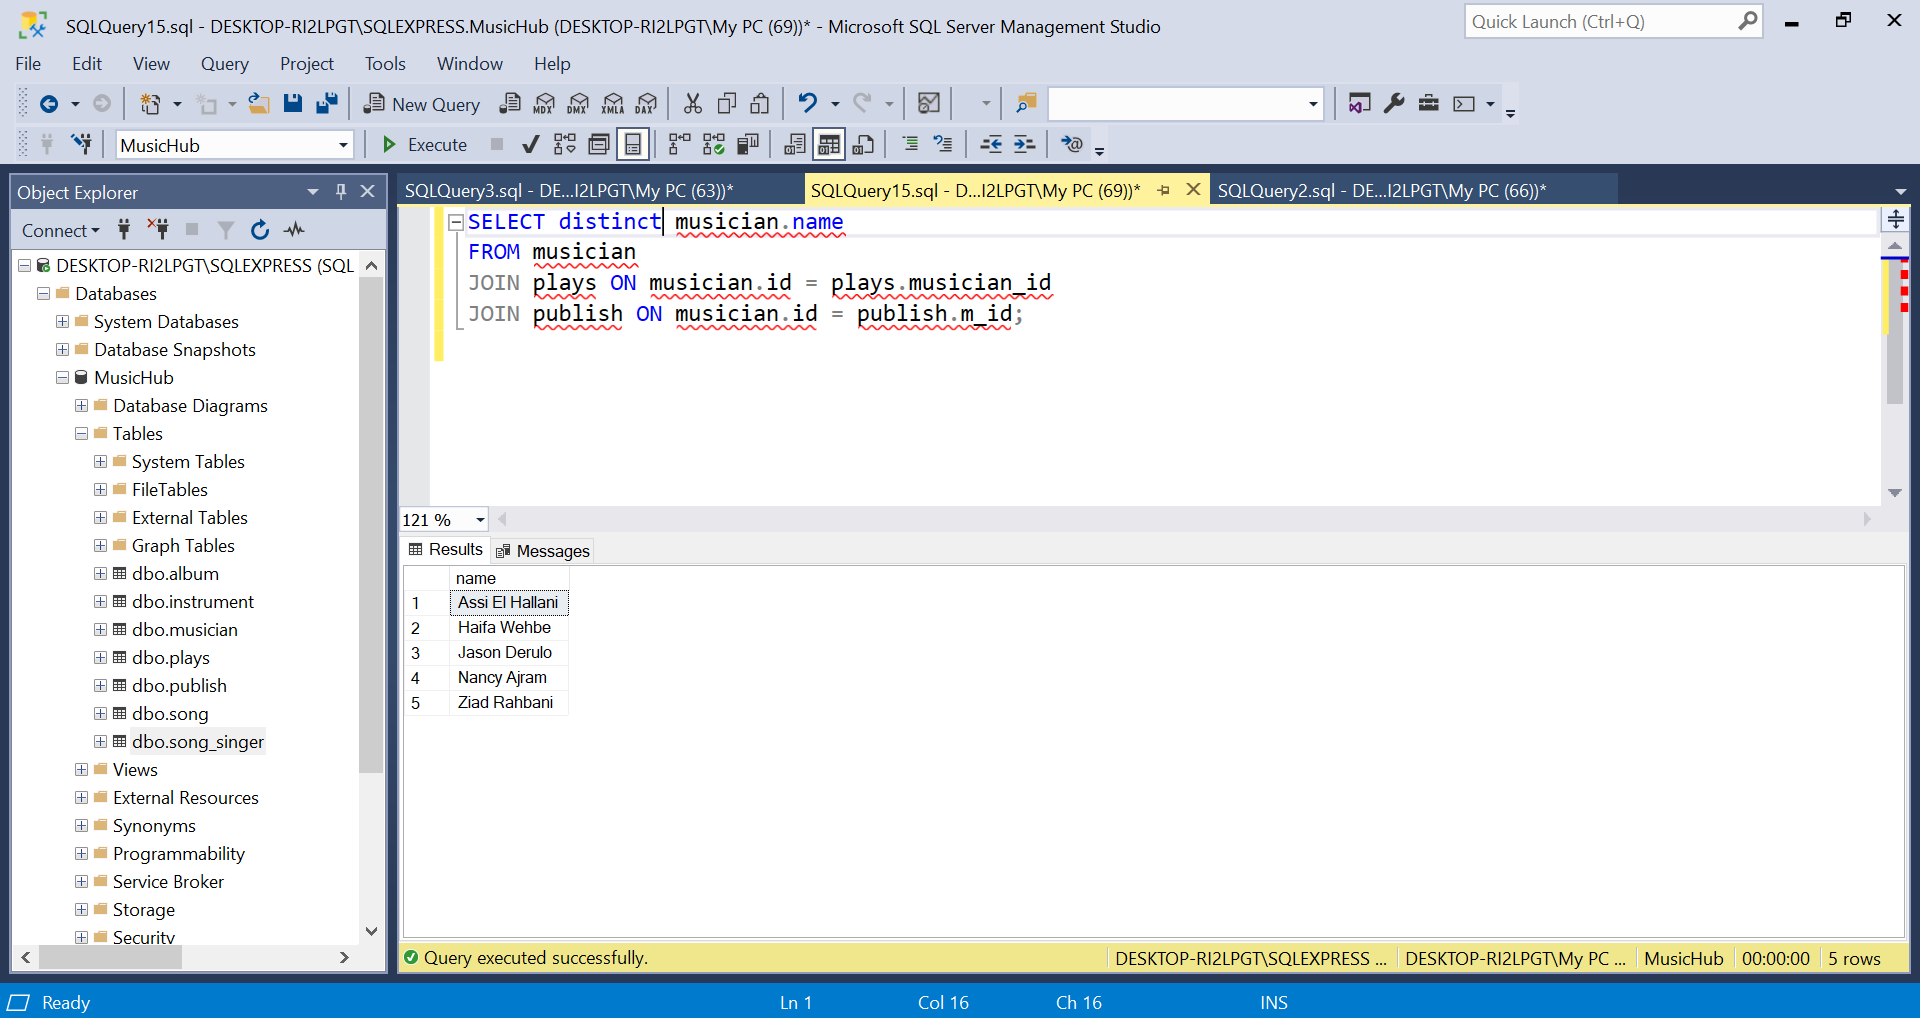 SQLQuery15.sql - DESKTOP-RI2LPGT\SQLEXPRESS.MusicHub (DESKTOP-RI2LPGT\My PC (69))* - Microsoft SQL Server Management Studio
Quick Launch (Ctrl+Q)
File Edit View Query Project Tools Window Help
New Query MDX DMX XMLA DAX
MusicHub Execute
Object Explorer
Connect
DESKTOP-RI2LPGT\SQLEXPRESS (SQL
Databases
System Databases
Database Snapshots
MusicHub
Database Diagrams
Tables
System Tables
FileTables
External Tables
Graph Tables
dbo.album
dbo.instrument
dbo.musician
dbo.plays
dbo.publish
dbo.song
dbo.song_singer
Views
External Resources
Synonyms
Programmability
Service Broker
Storage
Security
SQLQuery3.sql - DE...I2LPGT\My PC (63))* SQLQuery15.sql - D...I2LPGT\My PC (69))* SQLQuery2.sql - DE...I2LPGT\My PC (66))*
SELECT distinct musician.name
FROM musician
JOIN plays ON musician.id = plays.musician_id
JOIN publish ON musician.id = publish.m_id;
121 %
Results Messages
name
1 Assi El Hallani
2 Haifa Wehbe
3 Jason Derulo
4 Nancy Ajram
5 Ziad Rahbani
Query executed successfully. DESKTOP-RI2LPGT\SQLEXPRESS ... DESKTOP-RI2LPGT\My PC ... MusicHub 00:00:00 5 rows
Ready Ln 1 Col 16 Ch 16 INS